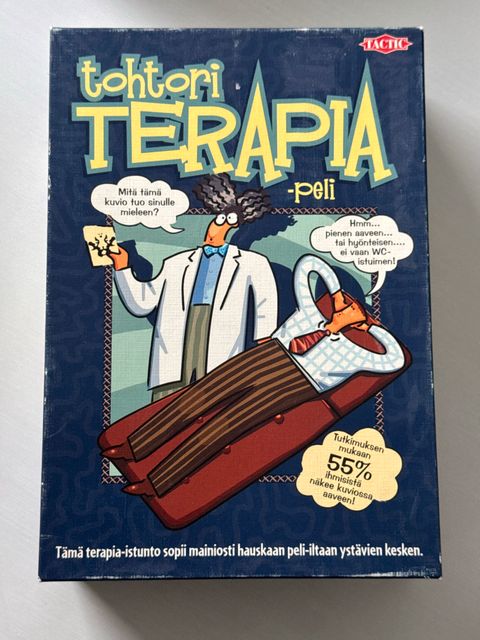 TACTIC
tohtori
TERAPIA
-peli
Mitä tämä
kuvio tuo sinulle
mieleen?
Hmm...
pienen aaveen...
tai hyönteisen....
ei vaan WC-
istuimen!
Tutkimuksen
mukaan
55%
ihmisistä
näkee kuviossa
aaveen!
Tämä terapia-istunto sopii mainiosti hauskaan peli-iltaan ystävien kesken.